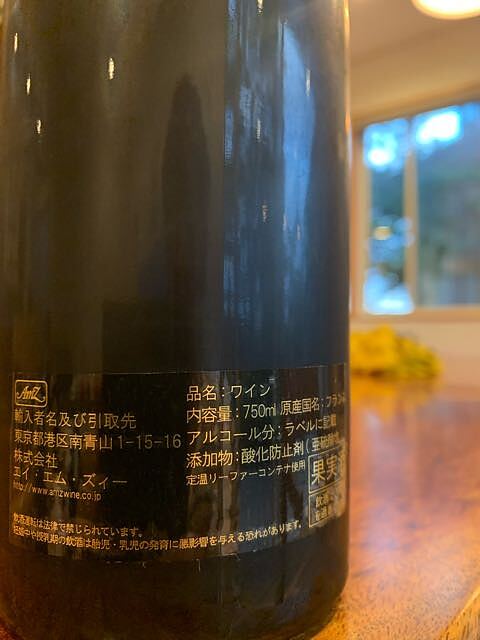 AMZ
輸入者名及び引取先
東京都港区南青山1-15-16
株式会社
エイ・エム・ズィー
http://www.amzwine.co.jp
品名：ワイン
内容量：750ml 原産国名：フラン
アルコール分：ラベルに記載
添加物：酸化防止剤(亜硫酸
定温リーファーコンテナ使用
果実
飲酒運転は法律で禁じられています。
妊娠中や授乳期の飲酒は胎児・乳児の発育に悪影響を与える恐れがあります。